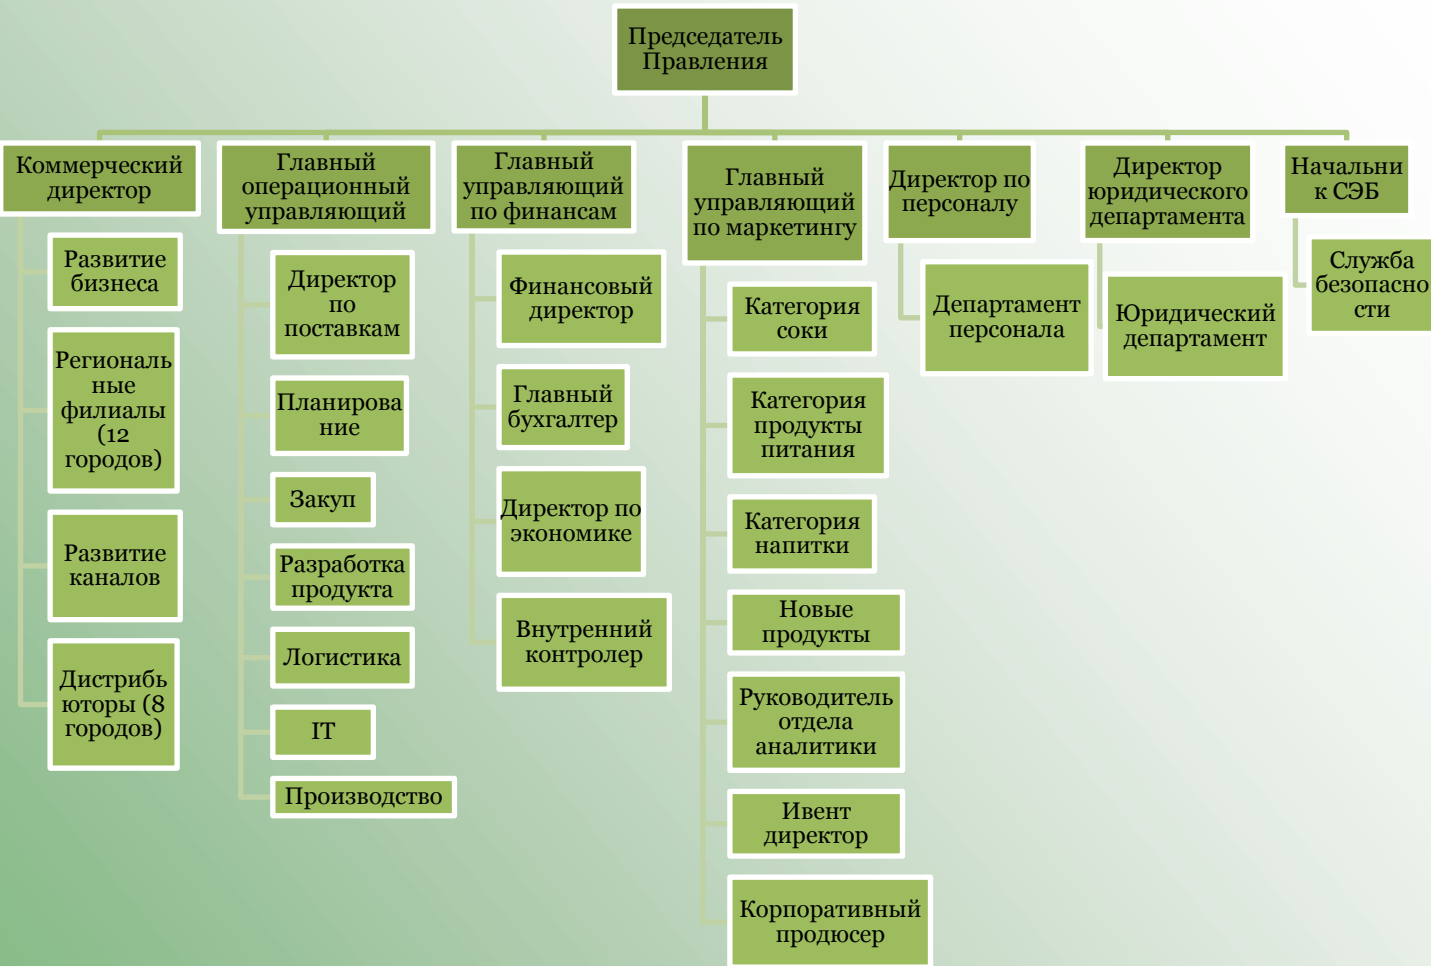 Председатель
Правления
Коммерческий
директор
Развитие
бизнеса
Региональ
ные
филиалы
(12
городов)
Развитие
каналов
Дистрибь
юторы (8
городов)
Главный
операционный
управляющий
Директор
по
поставкам
Планирова
ние
Закуп
Разработка
продукта
Логистика
IT
Производство
Главный
управляющий
по финансам
Финансовый
директор
Главный
бухгалтер
Директор по
экономике
Внутренний
контролер
Главный
управляющий
по маркетингу
Категория
соки
Категория
продукты
питания
Категория
напитки
Новые
продукты
Руководитель
отдела
аналитики
Ивент
директор
Корпоративный
продюсер
Директор по
персоналу
Департамент
персонала
Директор
юридического
департамента
Юридический
департамент
Начальни
к СЭБ
Служба
безопасно
сти